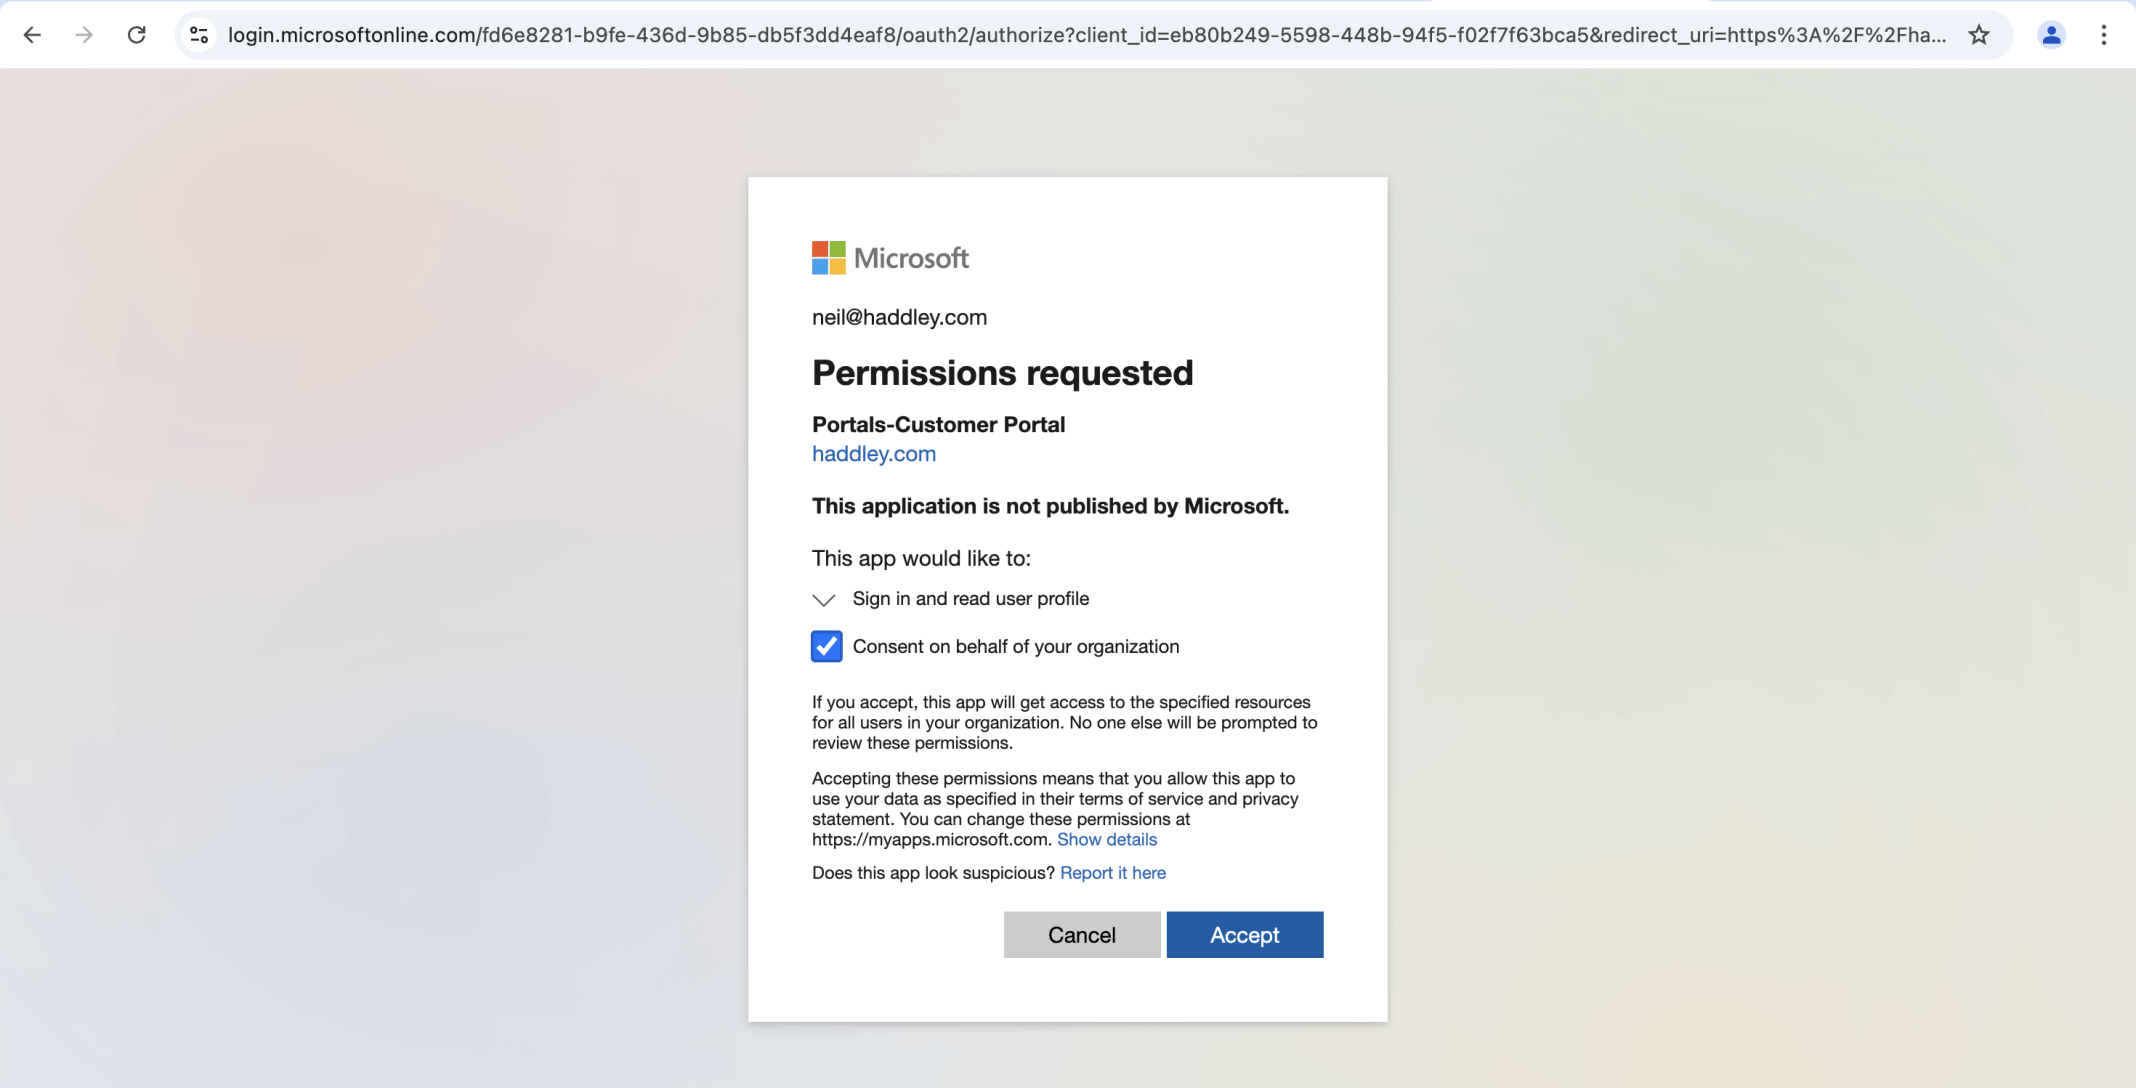 login.microsoftonline.com/fd6e8281-b9fe-436d-9b85-db5f3dd4eaf8/oauth2/authorize?client_id=eb80b249-5598-448b-94f5-f02f7f63bca5&redirect_uri=https%3A%2F%2Fha...
Microsoft
neil@haddley.com
Permissions requested
Portals-Customer Portal
haddley.com
This application is not published by Microsoft.
This app would like to:
Sign in and read user profile
Consent on behalf of your organization
If you accept, this app will get access to the specified resources
for all users in your organization. No one else will be prompted to
review these permissions.
Accepting these permissions means that you allow this app to
use your data as specified in their terms of service and privacy
statement. You can change these permissions at
https://myapps.microsoft.com. Show details
Does this app look suspicious? Report it here
Cancel
Accept